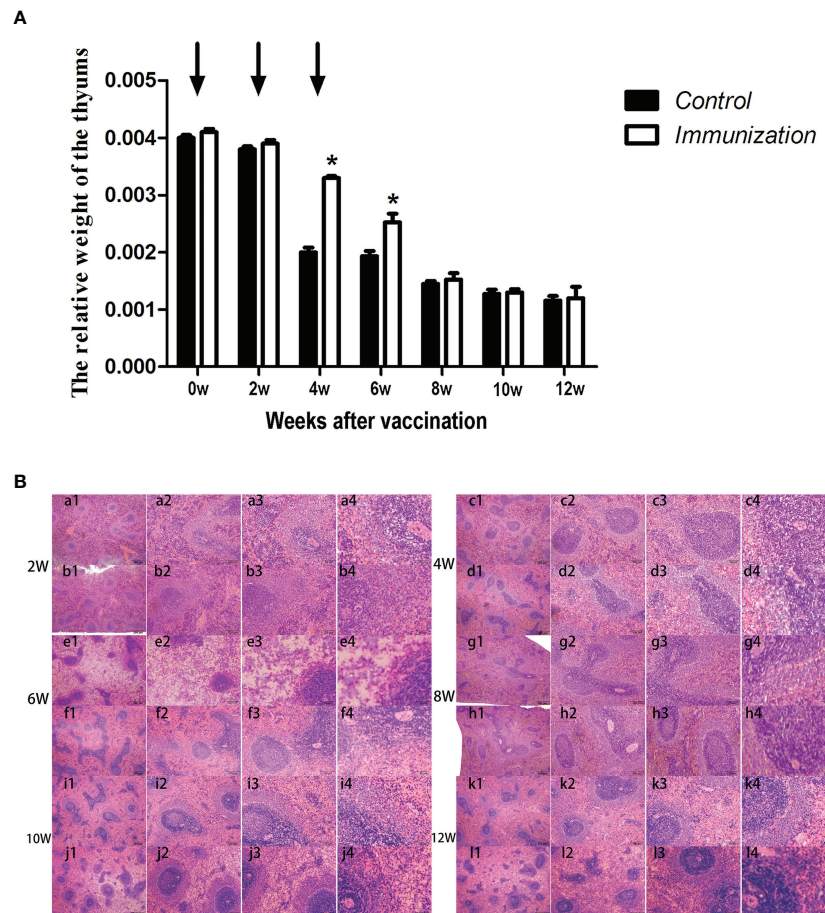 A
The relative weight of the thyums
0.005
0.004
0.003
0.002
0.001
0.000
*
*
0w 2w 4w 6w 8w 10w 12w
Weeks after vaccination
Control
Immunization
B
a1 a2 a3 a4
2W
b1 b2 b3 b4
e1 e2 e3 e4
6W
f1 f2 f3 f4
i1 i2 i3 i4
10W
j1 j2 j3 j4
c1 c2 c3 c4
4W
d1 d2 d3 d4
g1 g2 g3 g4
8W
h1 h2 h3 h4
k1 k2 k3 k4
12W
l1 l2 l3 l4